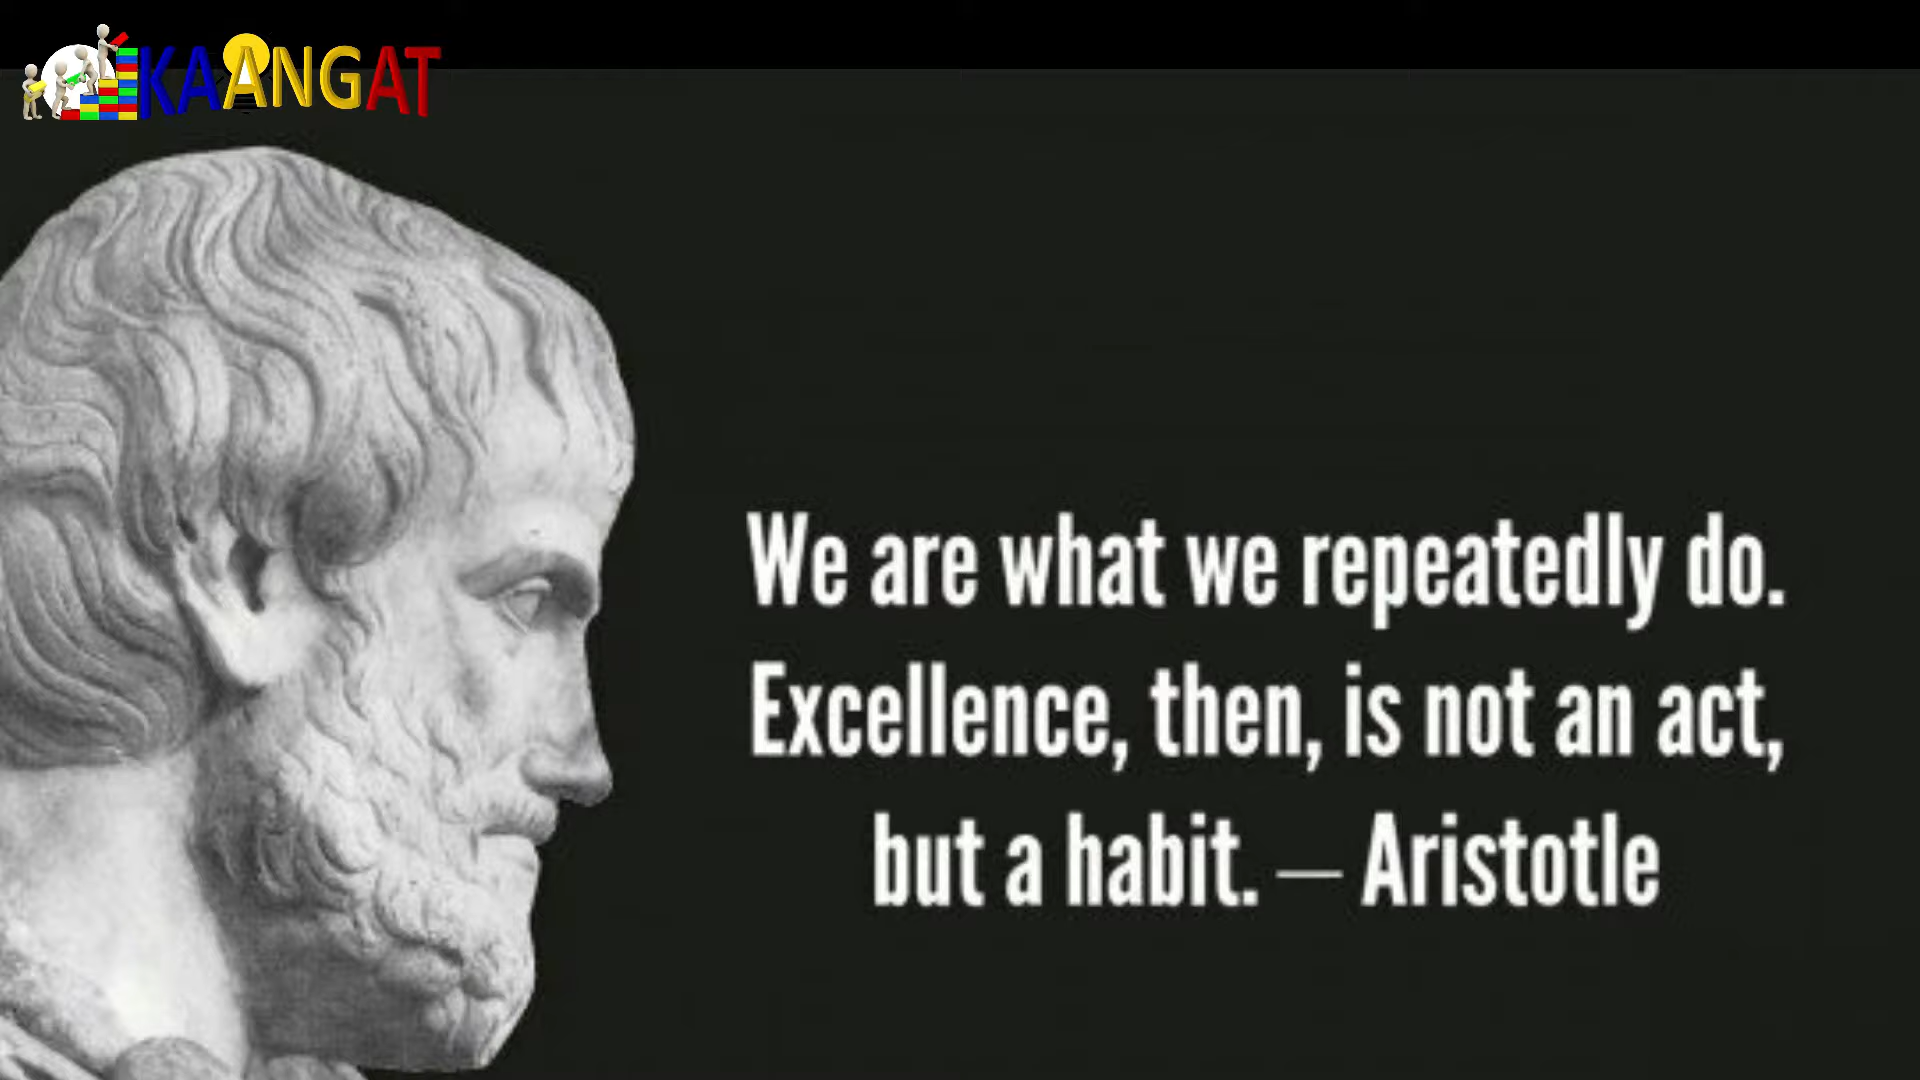 KAANGAT
We are what we repeatedly do.
Excellence, then, is not an act,
but a habit. — Aristotle